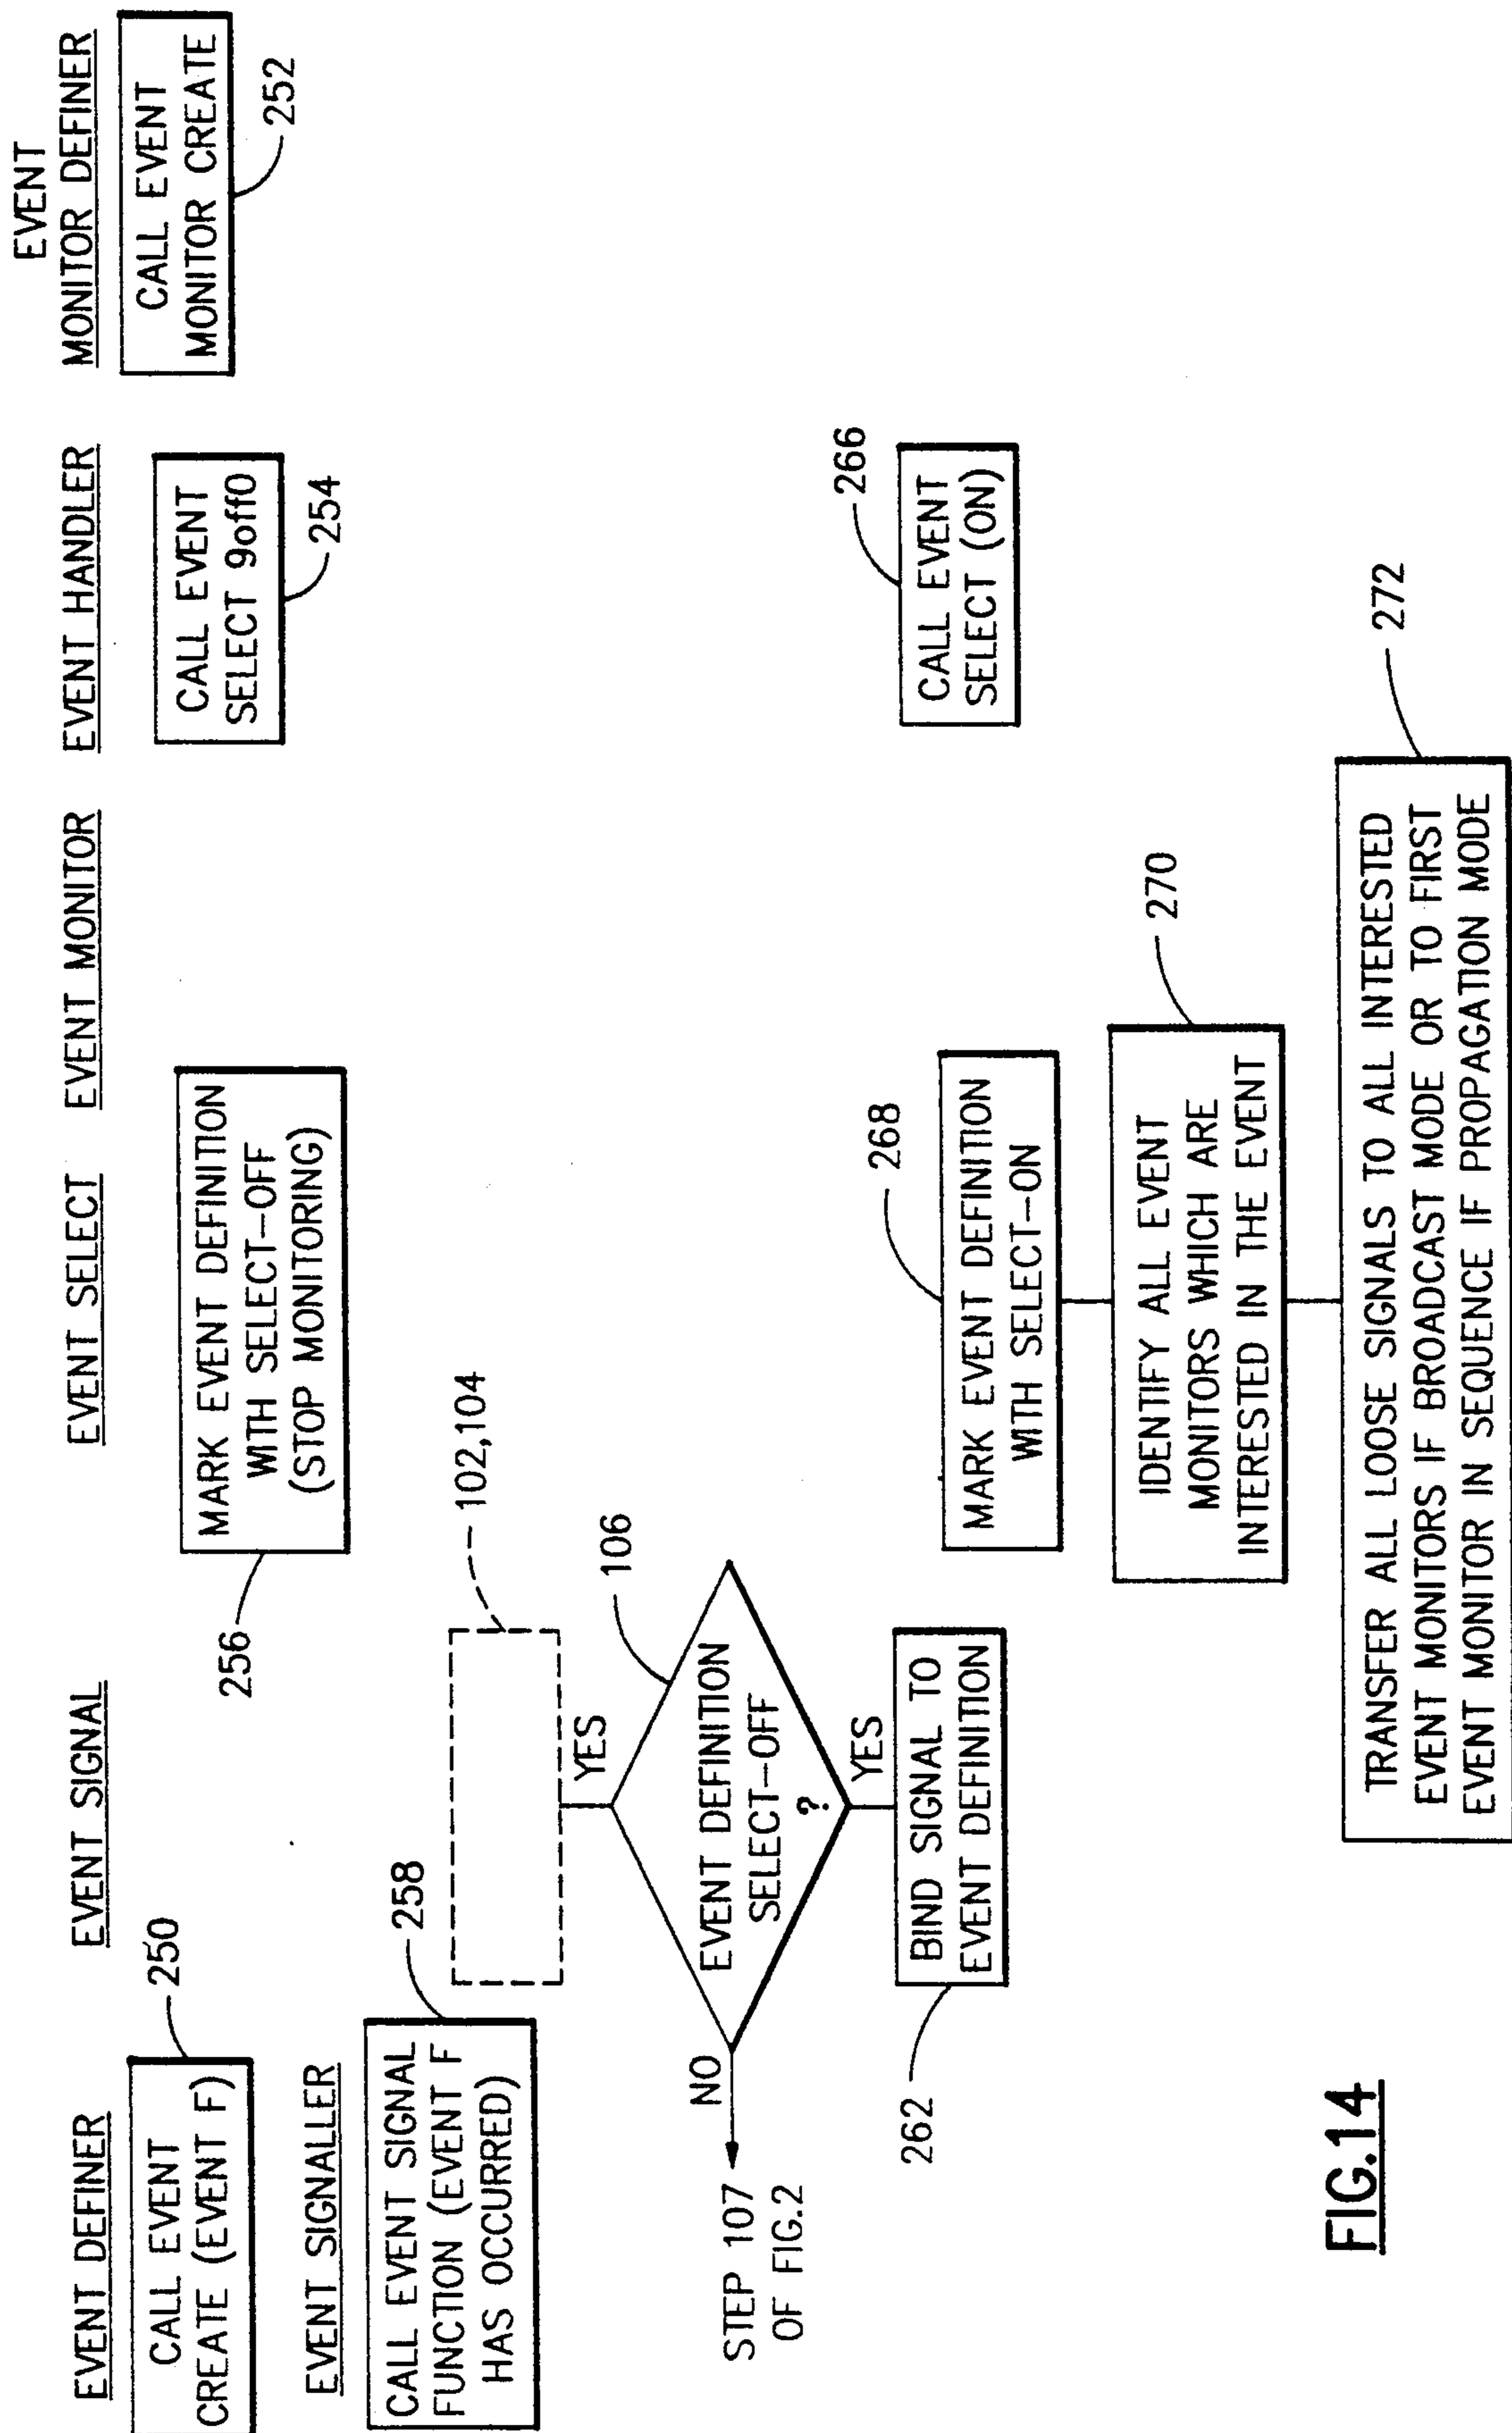 EVENT DEFINER
CALL EVENT
CREATE (EVENT F)
250
EVENT SIGNALLER
CALL EVENT SIGNAL
FUNCTION (EVENT F
HAS OCCURRED)
258
EVENT SIGNAL
102,104
YES
106
EVENT DEFINITION
SELECT-OFF
?
NO
STEP 107
OF FIG.2
YES
BIND SIGNAL TO
EVENT DEFINITION
262
EVENT SELECT
MARK EVENT DEFINITION
WITH SELECT-OFF
(STOP MONITORING)
256
268
MARK EVENT DEFINITION
WITH SELECT-ON
270
IDENTIFY ALL EVENT
MONITORS WHICH ARE
INTERESTED IN THE EVENT
272
TRANSFER ALL LOOSE SIGNALS TO ALL INTERESTED
EVENT MONITORS IF BROADCAST MODE OR TO FIRST
EVENT MONITOR IN SEQUENCE IF PROPAGATION MODE
EVENT MONITOR
EVENT HANDLER
CALL EVENT
SELECT 9off0
254
266
CALL EVENT
SELECT (ON)
EVENT
MONITOR DEFINER
CALL EVENT
MONITOR CREATE
252
FIG.14